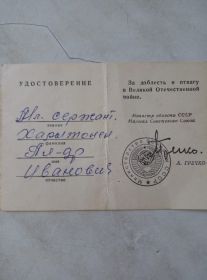 УДОСТОВЕРЕНИЕ
Мл. сержант
звание
Харитонен
фамилия
Ал-др
имя
Иванович
отчество
За доблесть и отвагу
в Великой Отечественной
войне.
Министр обороны СССР
Маршал Советского Союза
А. ГРЕЧКО